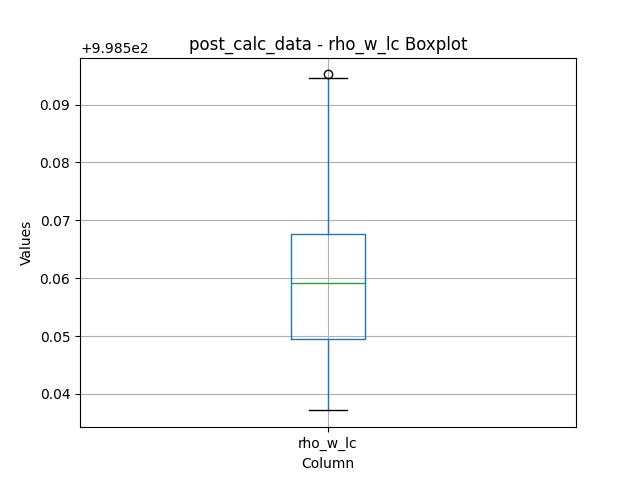 +9.985e2
post_calc_data - rho_w_lc Boxplot
0.09
0.08
0.07
0.06
0.05
0.04
Values
rho_w_lc
Column